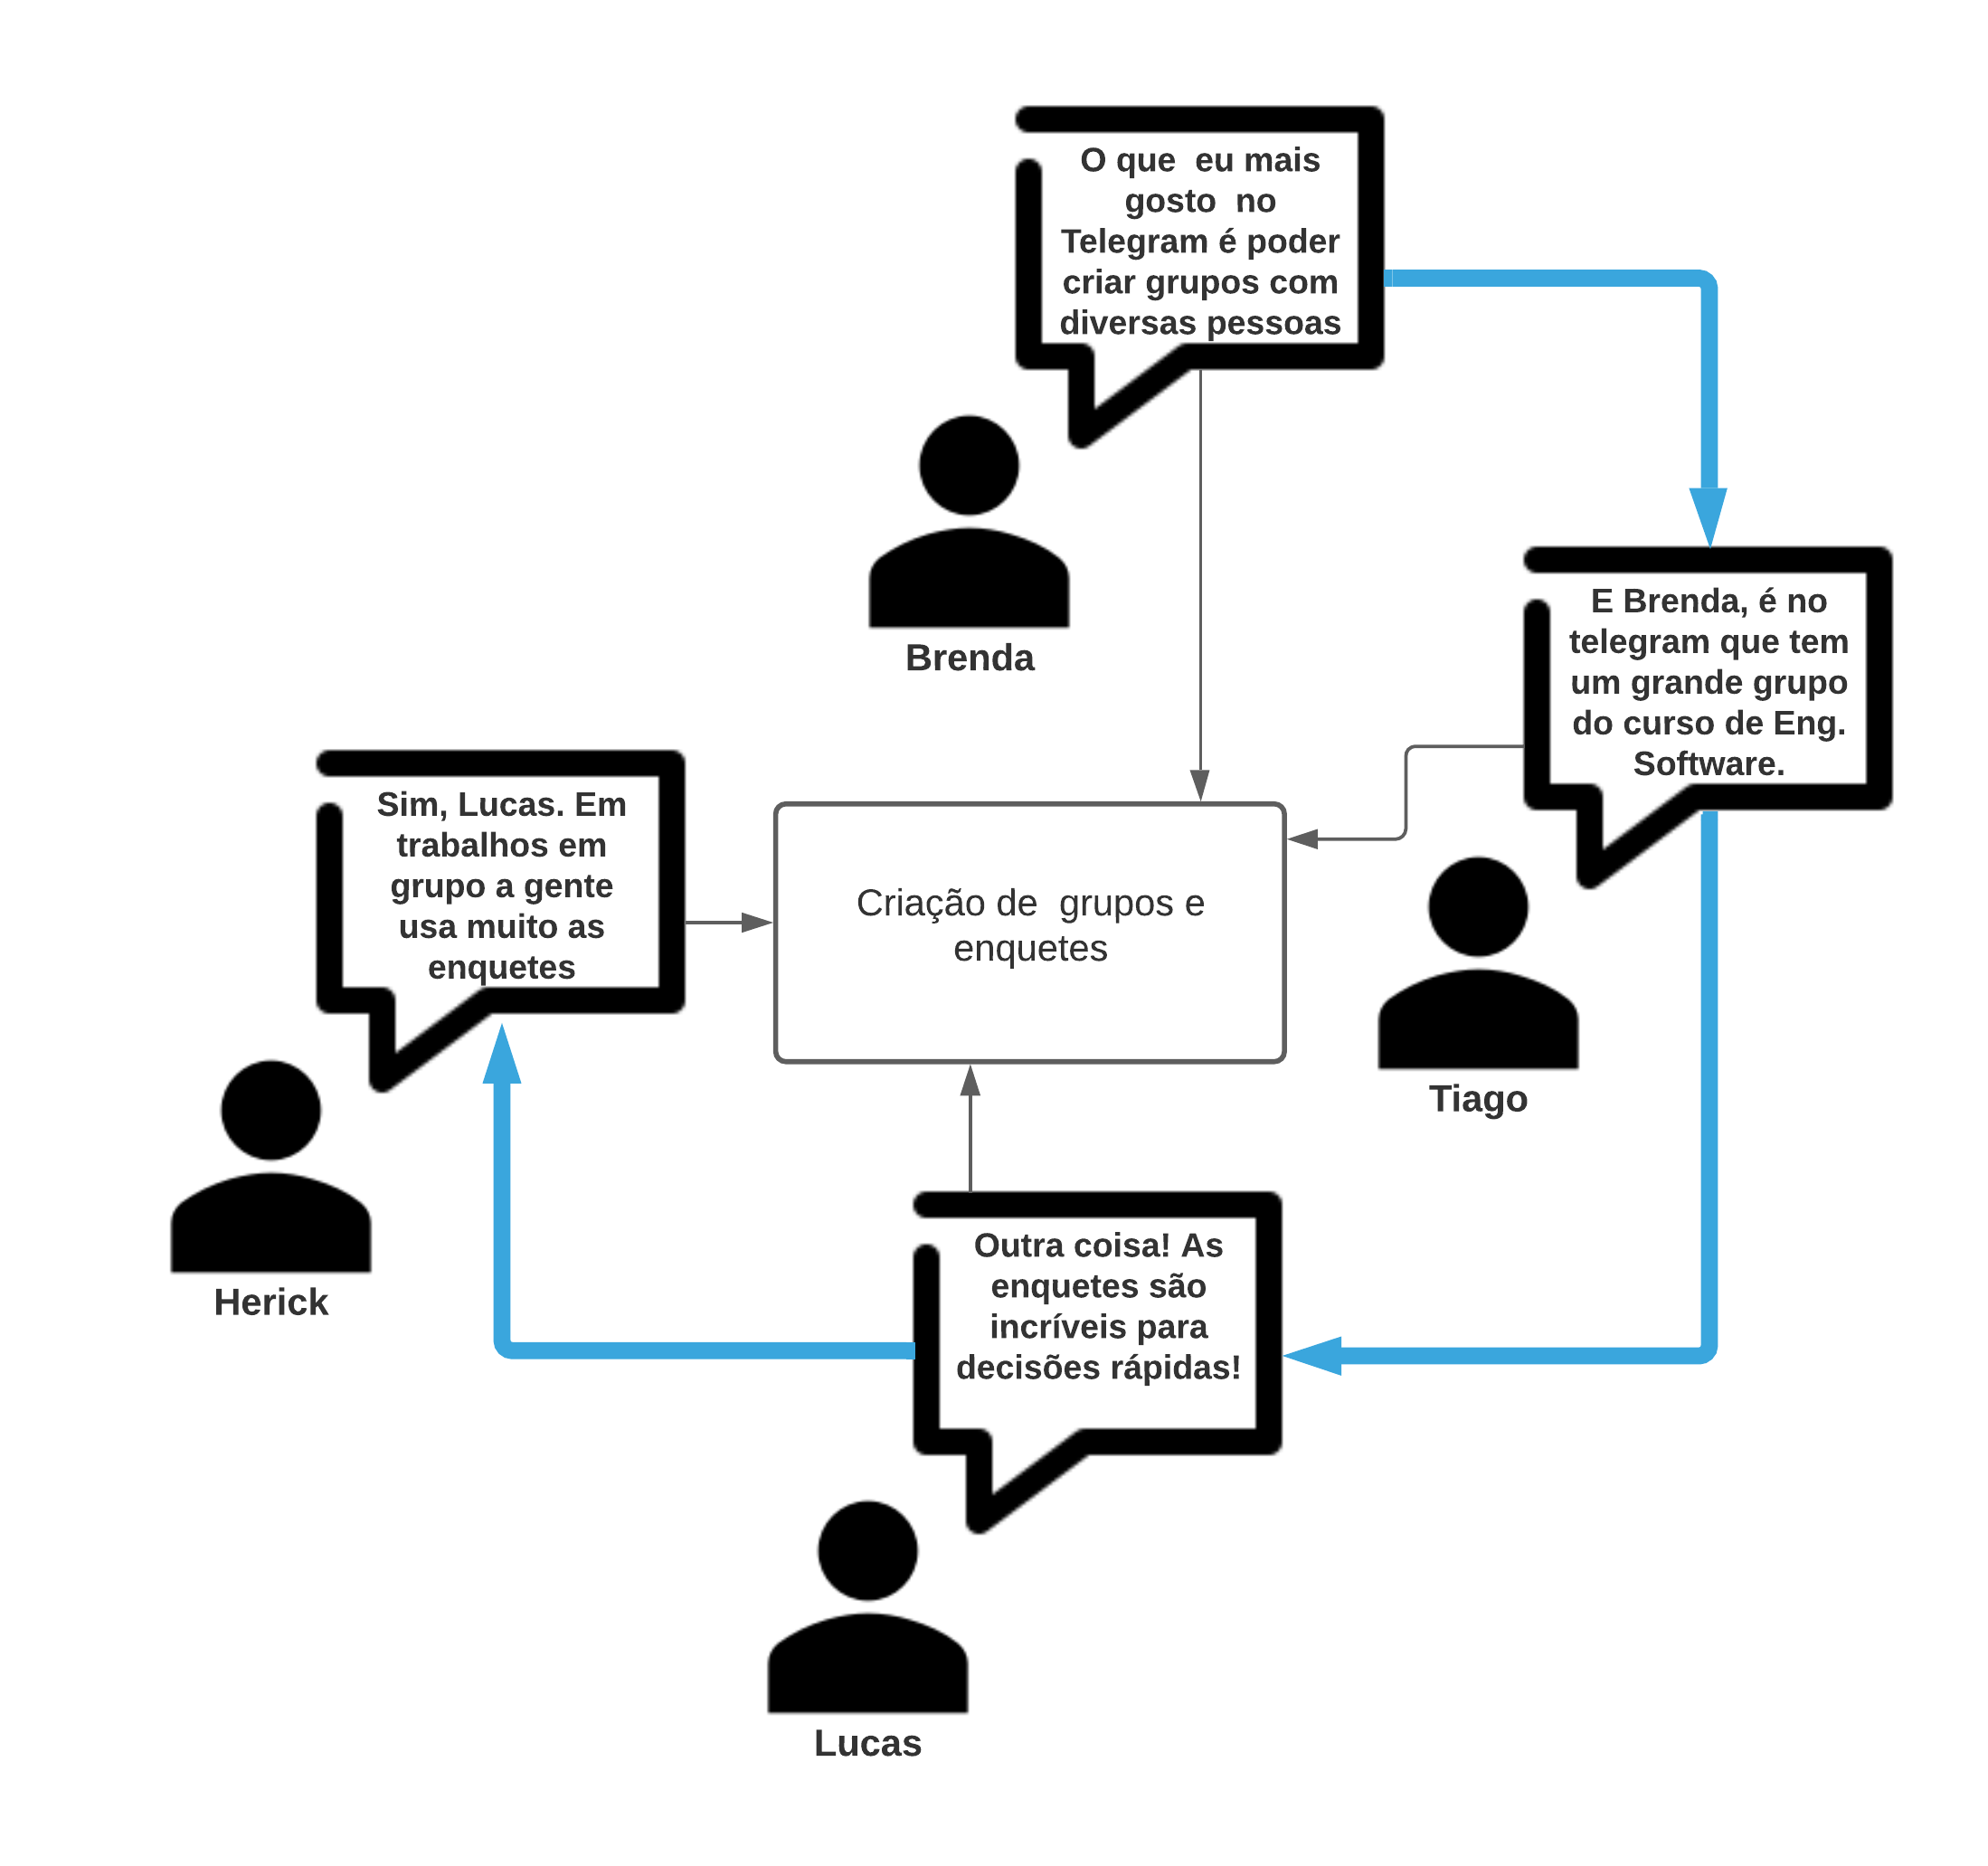 O que  eu mais
gosto  no
Telegram é poder
criar grupos com
diversas pessoas
Brenda
E Brenda, é no
telegram que tem
um grande grupo
do curso de Eng.
Software.
Tiago
Sim, Lucas. Em
trabalhos em
grupo a gente
usa muito as
enquetes
Herick
Criação de  grupos e
enquetes
Outra coisa! As
enquetes são
incríveis para
decisões rápidas!
Lucas